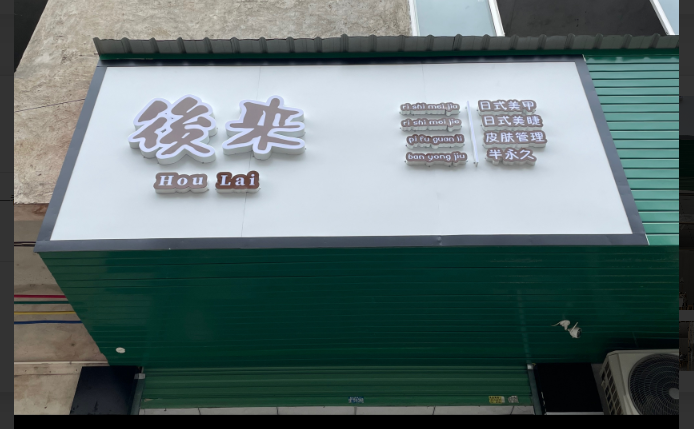 後来
Hou Lai
ri shi mei jia 日式美甲
ri shi mei jie 日式美睫
pi fu guan li 皮肤管理
ban yong jiu 半永久